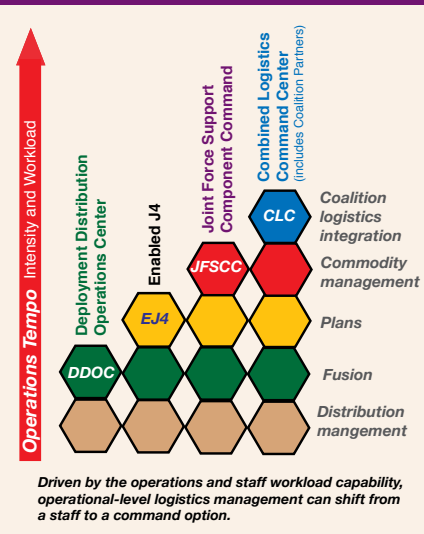 Operations Tempo Intensity and Workload
Deployment Distribution
Operations Center
Enabled J4
Joint Force Support
Component Command
Combined Logistics
Command Center
(includes Coalition Partners)
CLC
Coalition
logistics
integration
JFSCC
Commodity
management
EJ4
Plans
DDOC
Fusion
Distribution
mangement
Driven by the operations and staff workload capability,
operational-level logistics management can shift from
a staff to a command option.